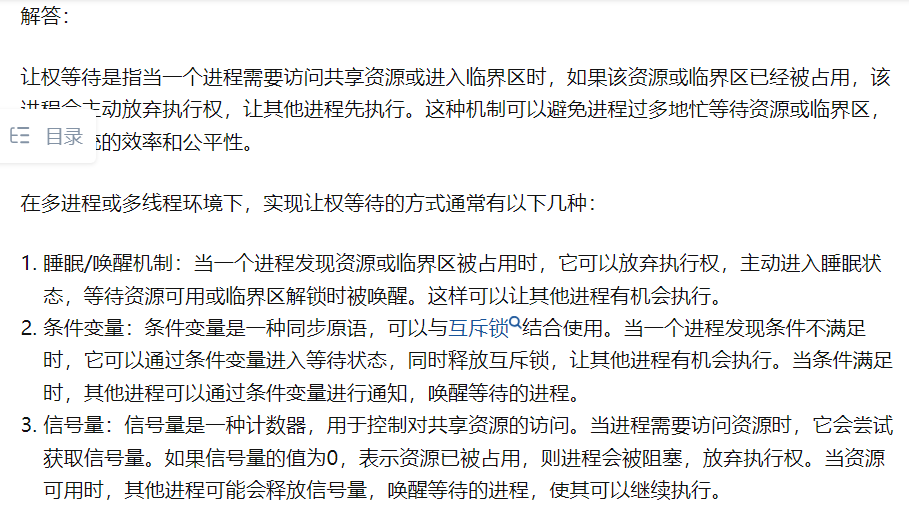 解答：
让权等待是指当一个进程需要访问共享资源或进入临界区时，如果该资源或临界区已经被占用，该
进程会主动放弃执行权，让其他进程先执行。这种机制可以避免进程过多地忙等待资源或临界区，
目录
的效率和公平性。
在多进程或多线程环境下，实现让权等待的方式通常有以下几种：
1. 睡眠/唤醒机制：当一个进程发现资源或临界区被占用时，它可以放弃执行权，主动进入睡眠状
态，等待资源可用或临界区解锁时被唤醒。这样可以让其他进程有机会执行。
2. 条件变量：条件变量是一种同步原语，可以与互斥锁结合使用。当一个进程发现条件不满足
时，它可以通过条件变量进入等待状态，同时释放互斥锁，让其他进程有机会执行。当条件满足
时，其他进程可以通过条件变量进行通知，唤醒等待的进程。
3. 信号量：信号量是一种计数器，用于控制对共享资源的访问。当进程需要访问资源时，它会尝试
获取信号量。如果信号量的值为0，表示资源已被占用，则进程会被阻塞，放弃执行权。当资源
可用时，其他进程可能会释放信号量，唤醒等待的进程，使其可以继续执行。